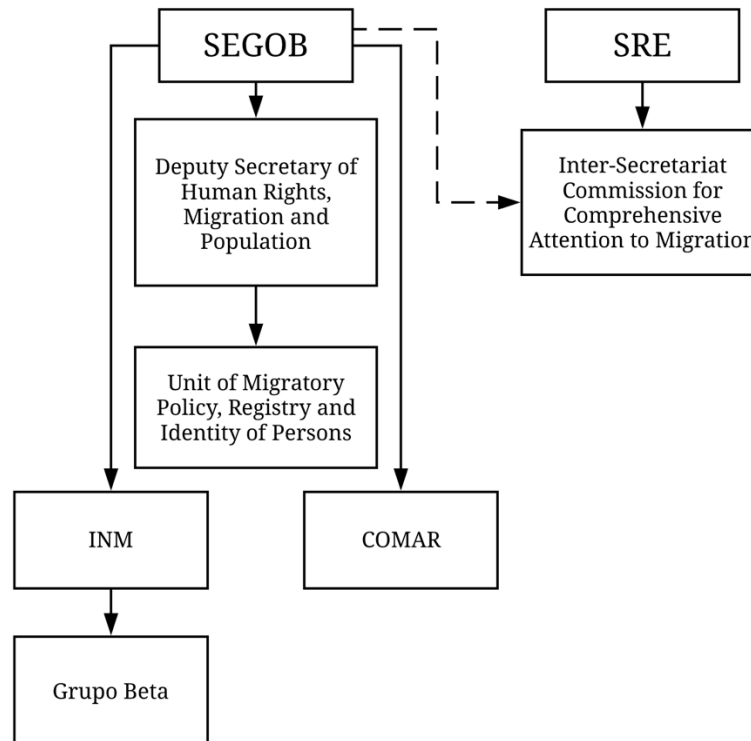 SEGOB
SRE
Deputy Secretary of
Human Rights,
Migration and
Population
Inter-Secretariat
Commission for
Comprehensive
Attention to Migration
Unit of Migratory
Policy, Registry and
Identity of Persons
INM
COMAR
Grupo Beta